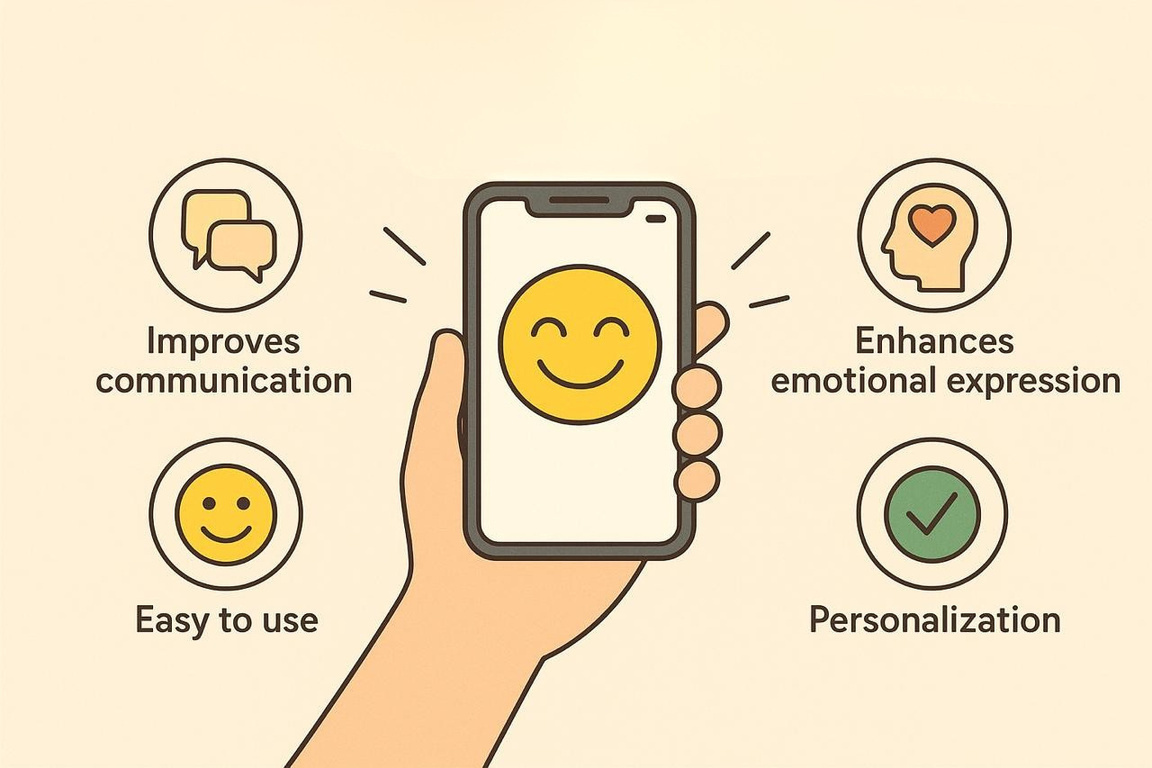 Improves
communication
Enhances
emotional expression
Easy to use
Personalization